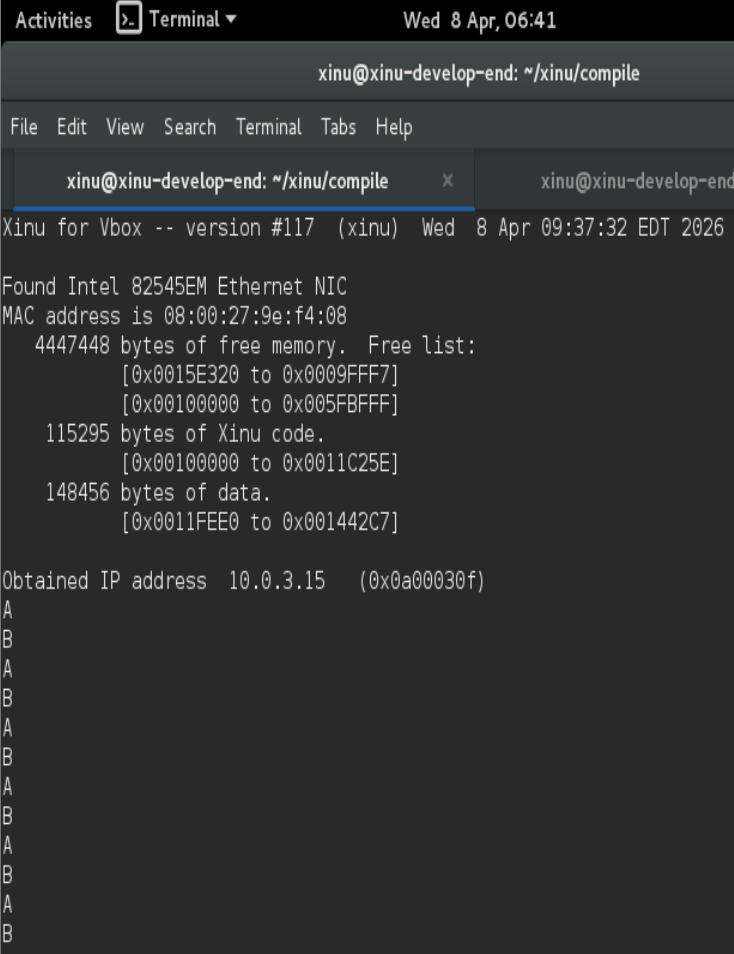 Activities Terminal Wed 8 Apr, 06:41
xinu@xinu-develop-end: ~/xinu/compile
File Edit View Search Terminal Tabs Help
xinu@xinu-develop-end: ~/xinu/compile × xinu@xinu-develop-end
Xinu for Vbox -- version #117 (xinu) Wed 8 Apr 09:37:32 EDT 2026
Found Intel 82545EM Ethernet NIC
MAC address is 08:00:27:9e:f4:08
4447448 bytes of free memory. Free list:
[0x0015E320 to 0x0009FFF7]
[0x00100000 to 0x005FBFFF]
115295 bytes of Xinu code.
[0x00100000 to 0x0011C25E]
148456 bytes of data.
[0x0011FEE0 to 0x001442C7]
Obtained IP address 10.0.3.15 (0x0a00030f)
A
B
A
B
A
B
A
B
A
B
A
B